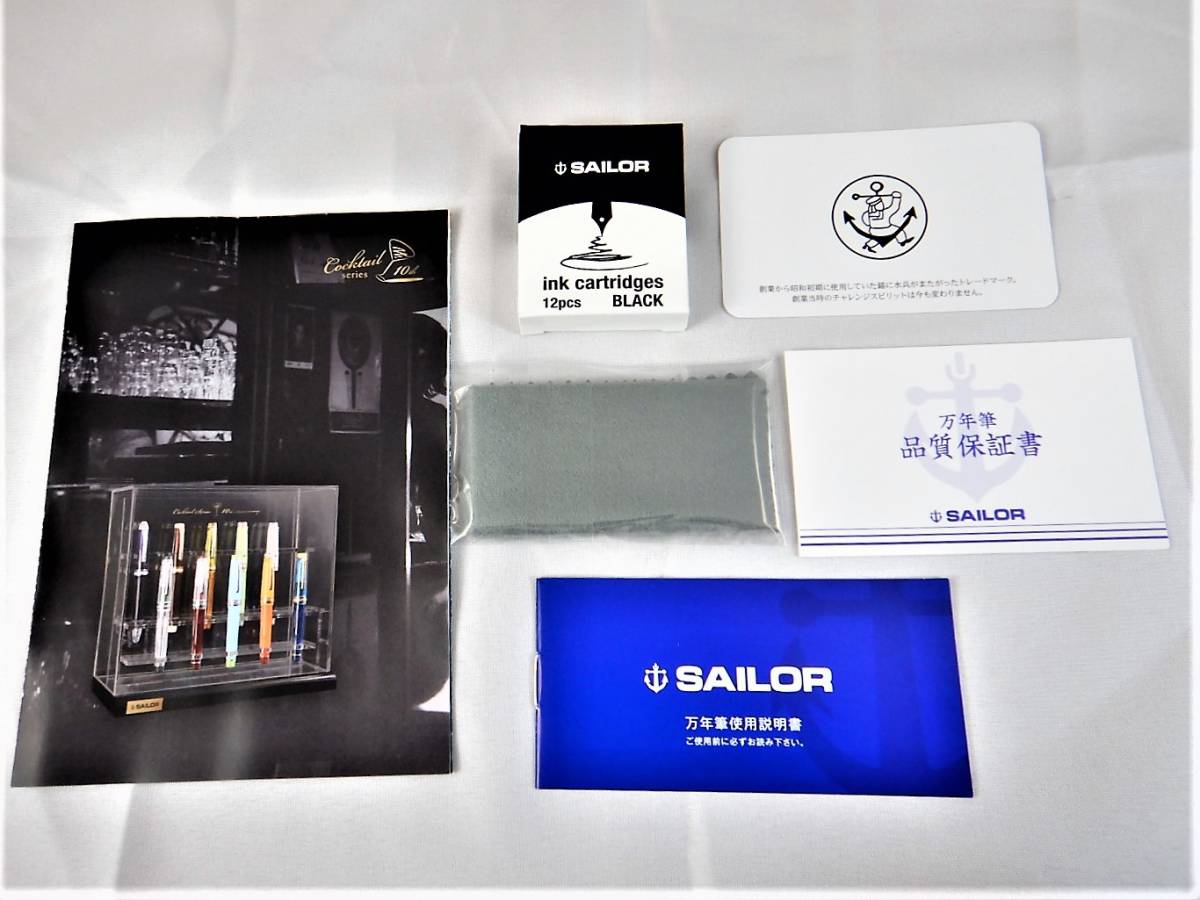 Cocktail
series 10th
Cocktail Series 10th Anniversary
SAILOR
SAILOR
ink cartridges
12pcs BLACK
創業から昭和初期に使用していた錨に水兵がまたがったトレードマーク。
創業当時のチャレンジスピリットは今も変わりません。
万年筆
品質保証書
SAILOR
SAILOR
万年筆使用説明書
ご使用前に必ずお読み下さい。